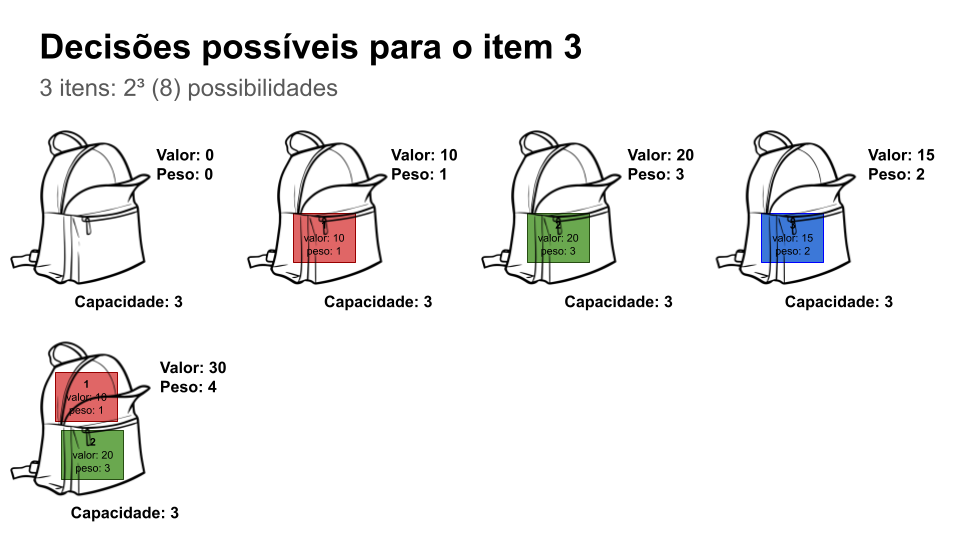 Decisões possíveis para o item 3
3 itens: 2³ (8) possibilidades
Valor: 0
Peso: 0
Capacidade: 3
Valor: 10
Peso: 1
1
valor: 10
peso: 1
Capacidade: 3
Valor: 20
Peso: 3
2
valor: 20
peso: 3
Capacidade: 3
Valor: 15
Peso: 2
3
valor: 15
peso: 2
Capacidade: 3
Valor: 30
Peso: 4
1
valor: 10
peso: 1
2
valor: 20
peso: 3
Capacidade: 3